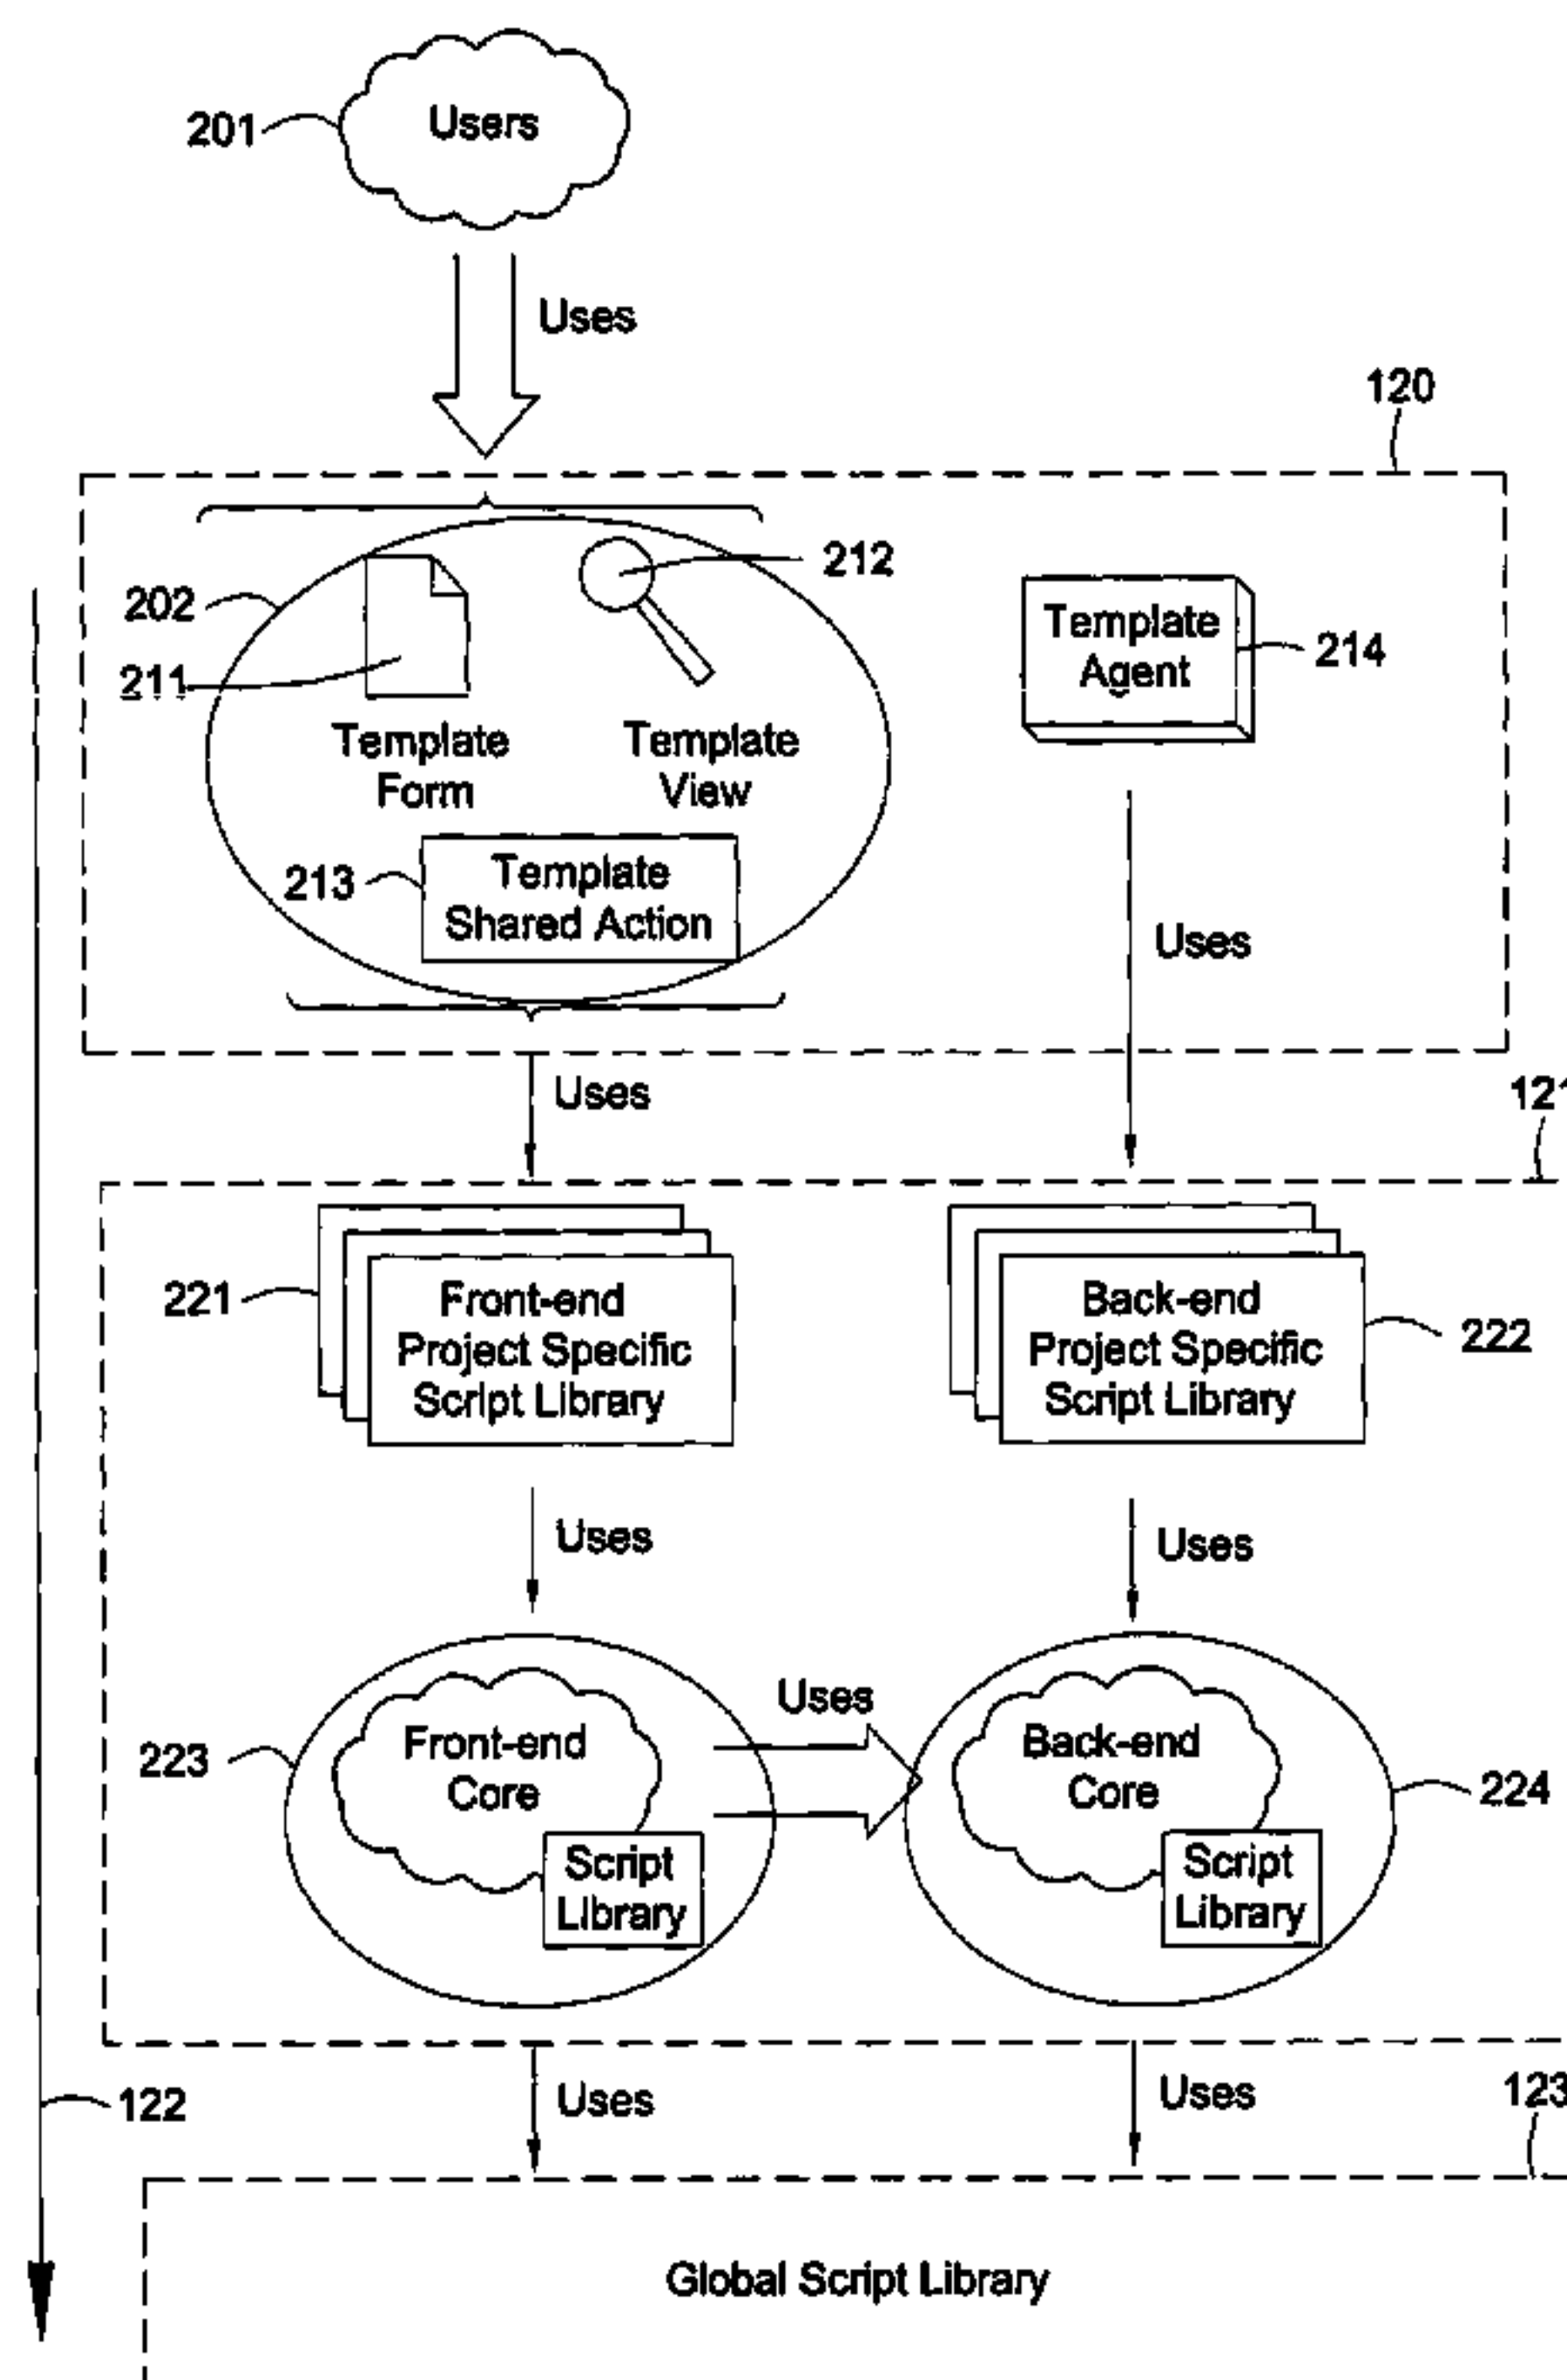 Users
201
Uses
120
212
202
211
Template
Agent
214
Template
Form
Template
View
213
Template
Shared Action
Uses
Uses
121
221
Front-end
Project Specific
Script Library
Back-end
Project Specific
Script Library
222
Uses
Uses
Uses
223
Front-end
Core
Script
Library
Back-end
Core
Script
Library
224
122
Uses
Uses
123
Global Script Library